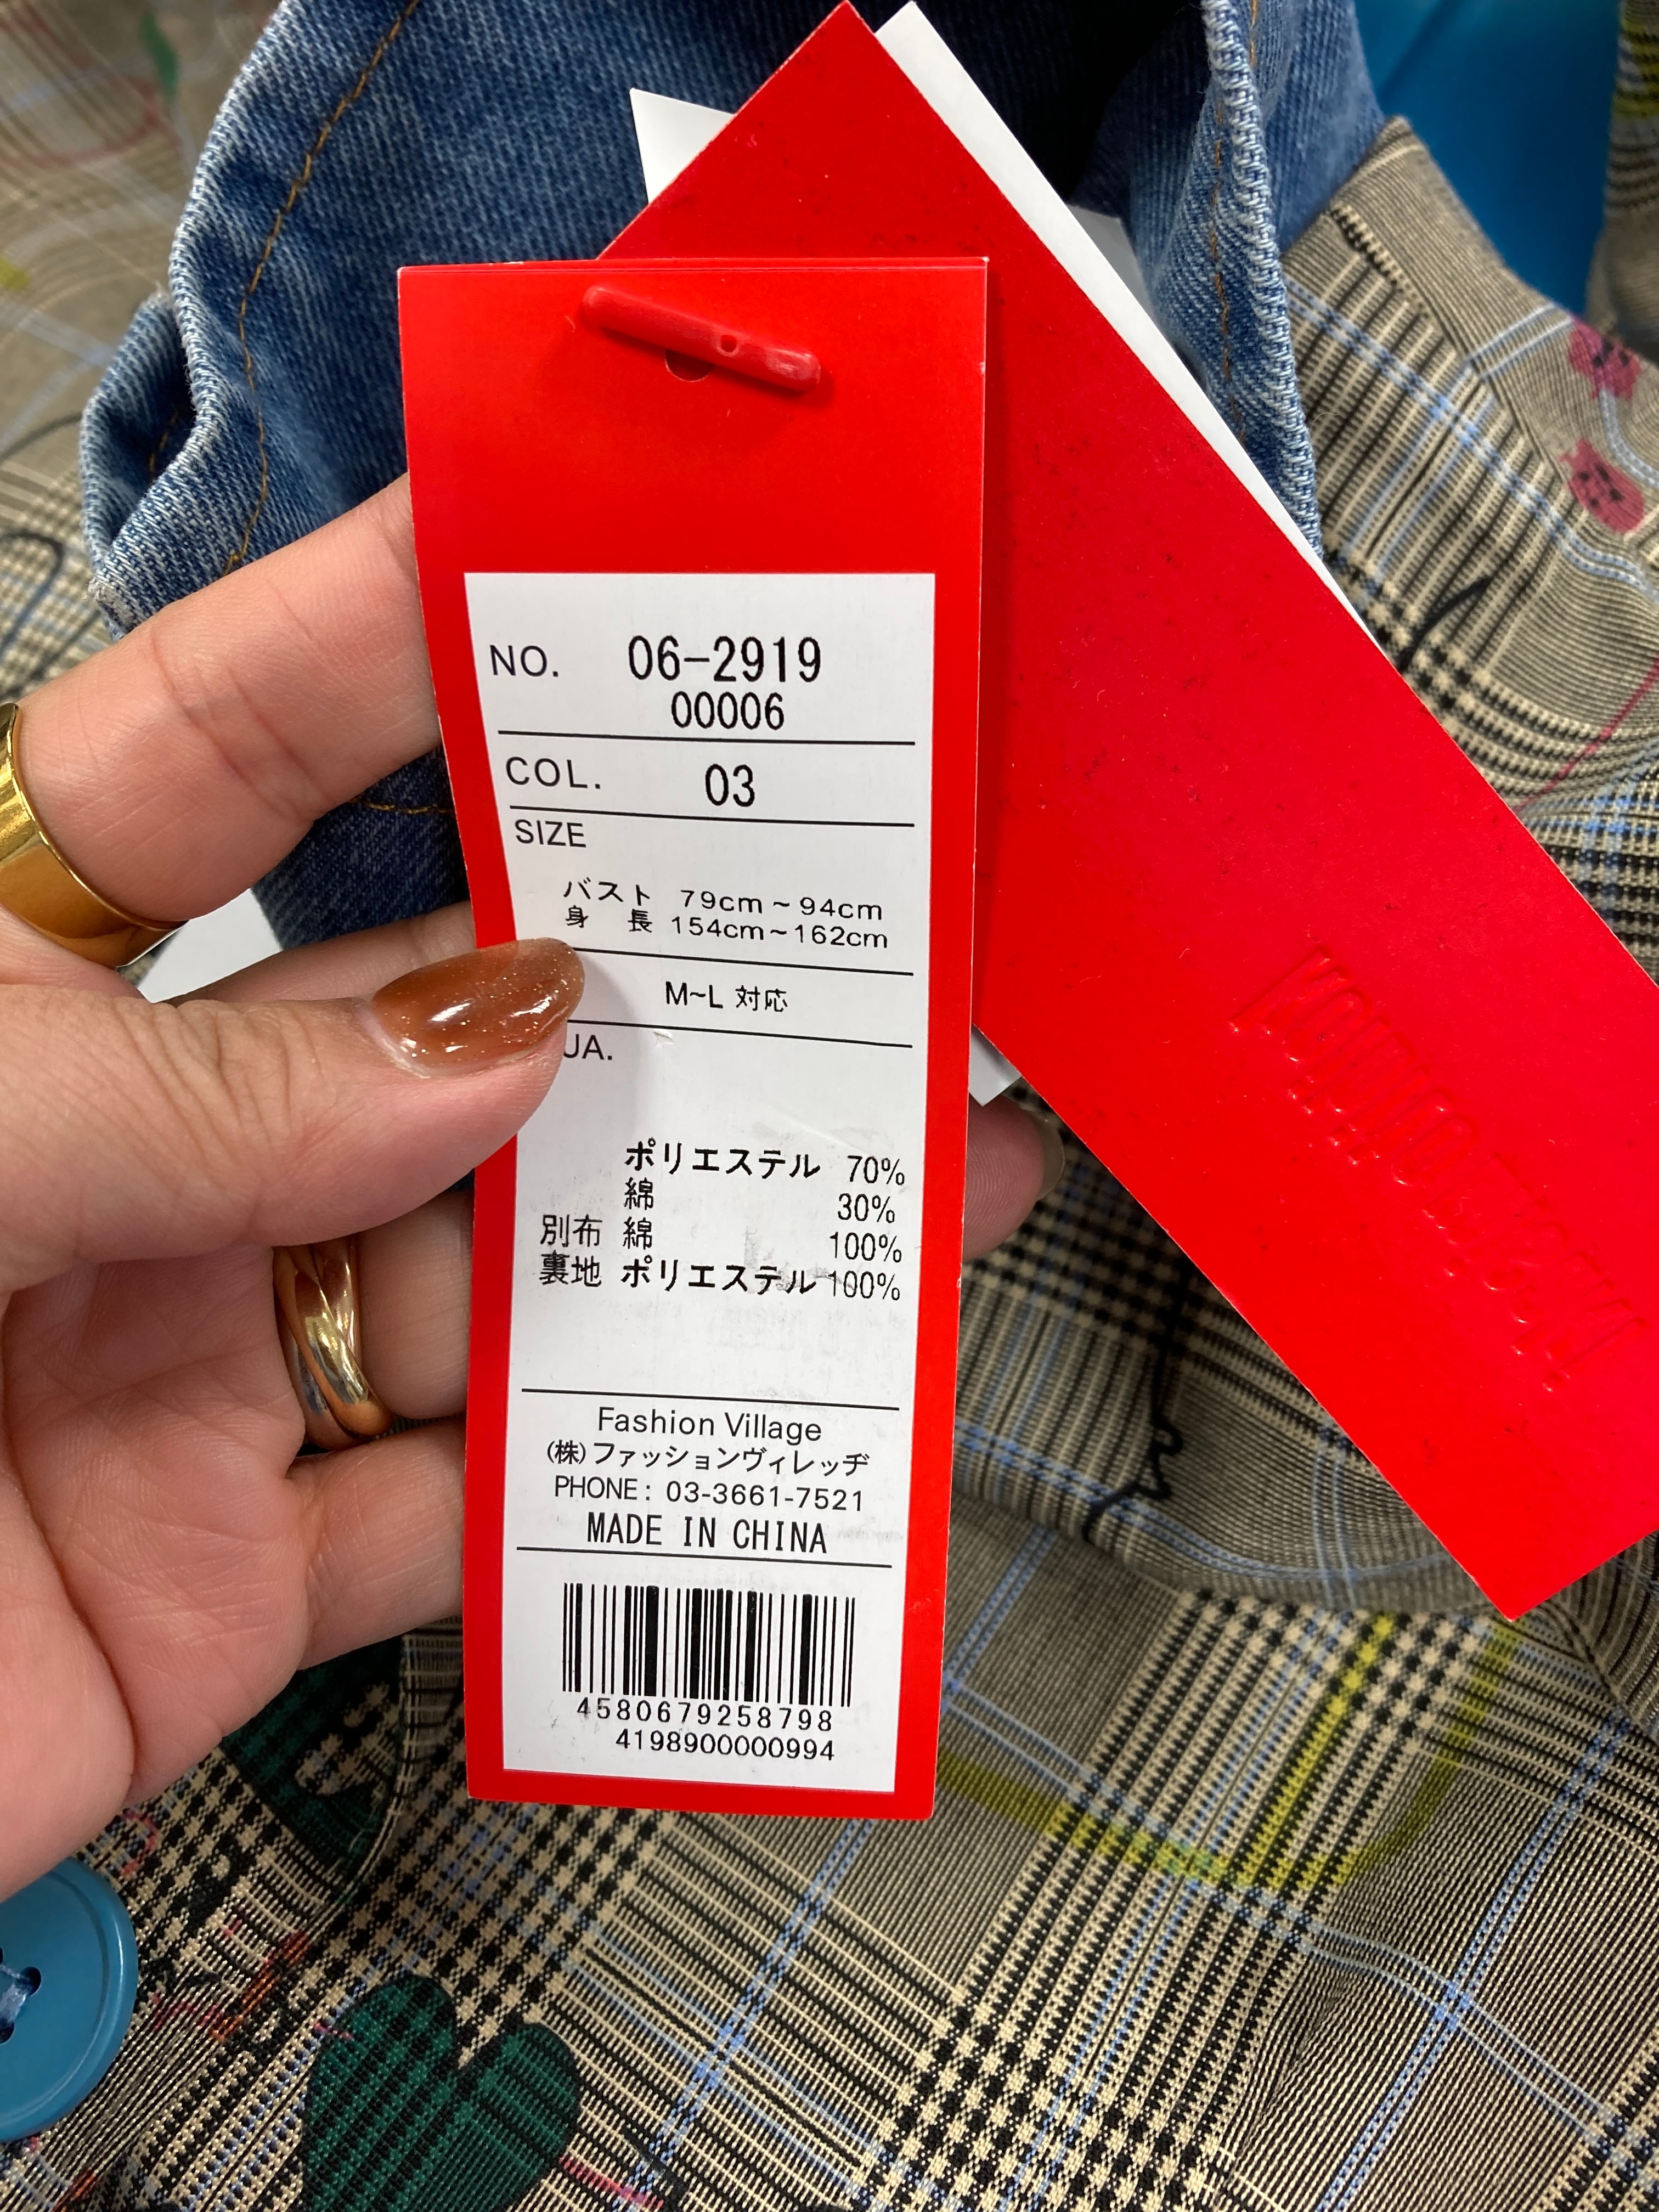 NO. 06-2919
00006
COL. 03
SIZE
バスト 79cm~94cm
身 長 154cm~162cm
M~L 対応
UA.
ポリエステル 70%
綿 30%
別布 綿 100%
裏地 ポリエステル 100%
Fashion Village
(株)ファッションヴィレッヂ
PHONE: 03-3661-7521
MADE IN CHINA
4580679258798
4198900000994